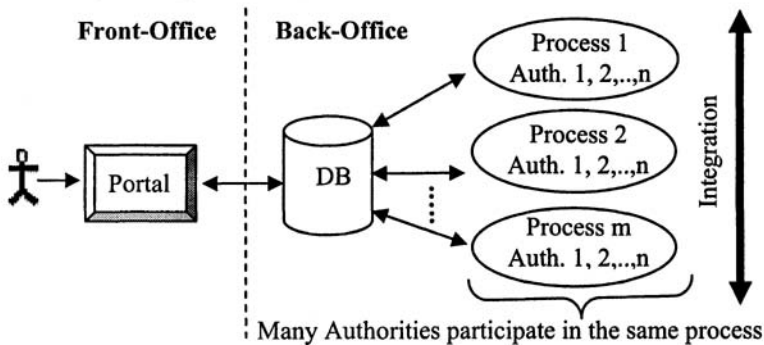 Front-Office
Back-Office
Portal
DB
Process 1
Auth. 1, 2,..,n
Process 2
Auth. 1, 2,..,n
Process m
Auth. 1, 2,..,n
Integration
Many Authorities participate in the same process